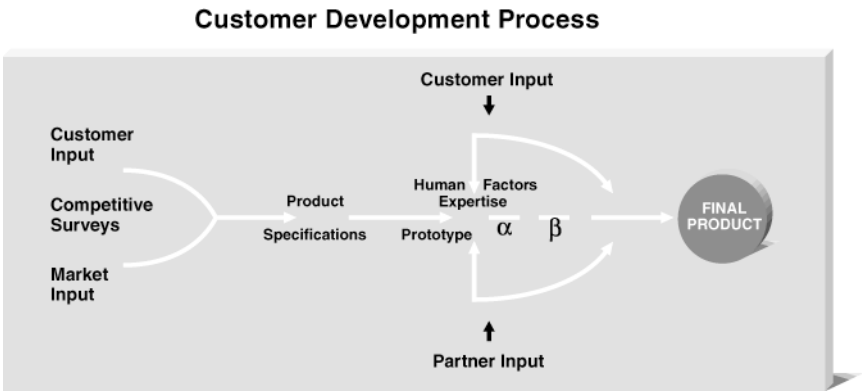 Customer Development Process
Customer Input
Customer
Input
Competitive
Surveys
Market
Input
Product
Specifications
Human Factors
Expertise
Prototype α β
FINAL
PRODUCT
Partner Input